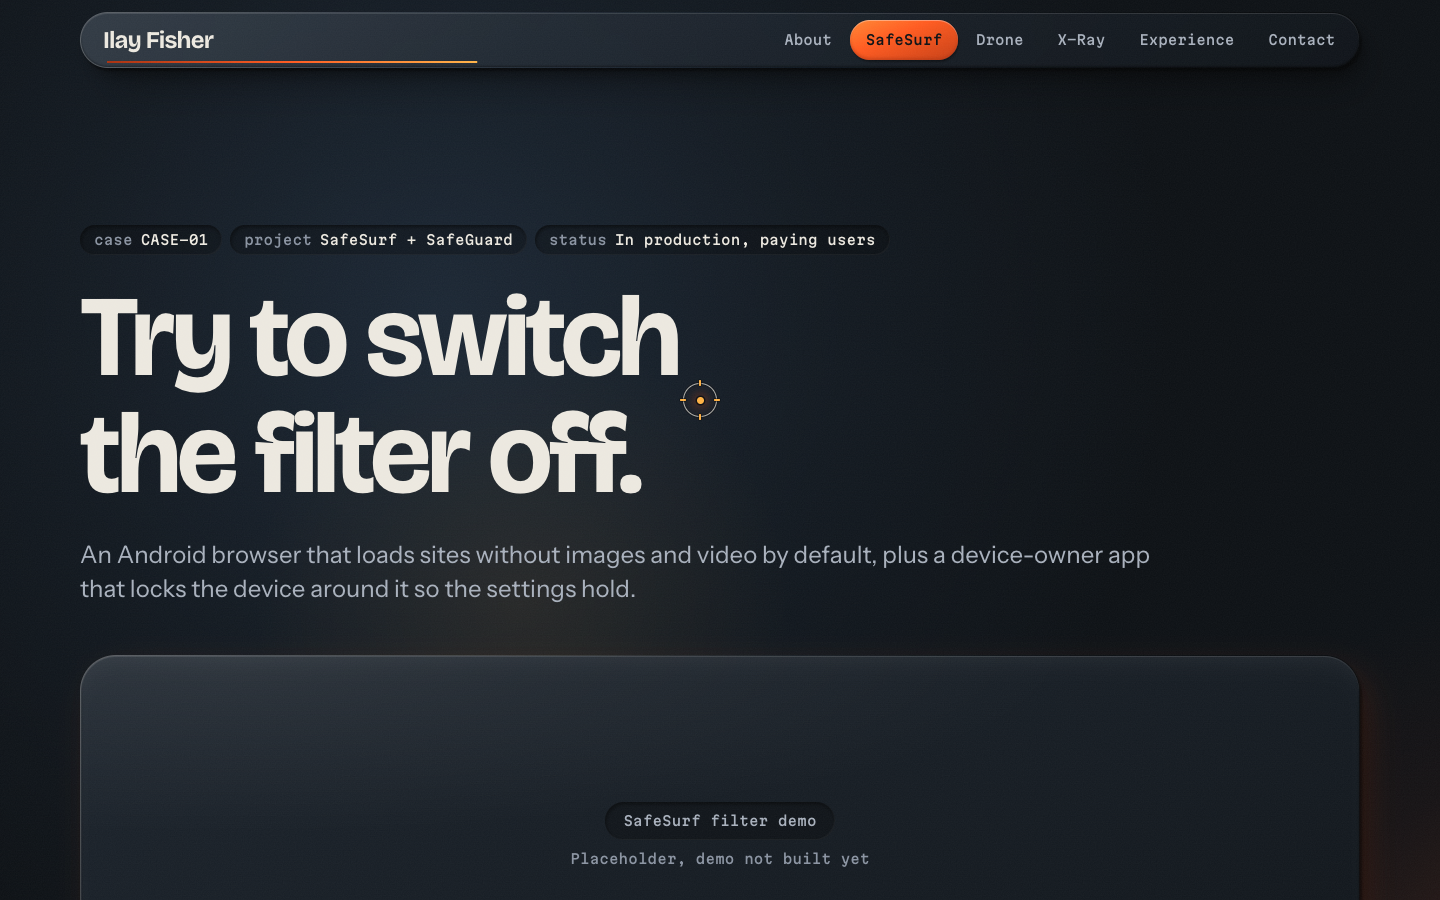 Ilay Fisher
About
SafeSurf
Drone
X-Ray
Experience
Contact
case CASE-01
project SafeSurf + SafeGuard
status In production, paying users
Try to switch
the filter off.
An Android browser that loads sites without images and video by default, plus a device-owner app
that locks the device around it so the settings hold.
SafeSurf filter demo
Placeholder, demo not built yet